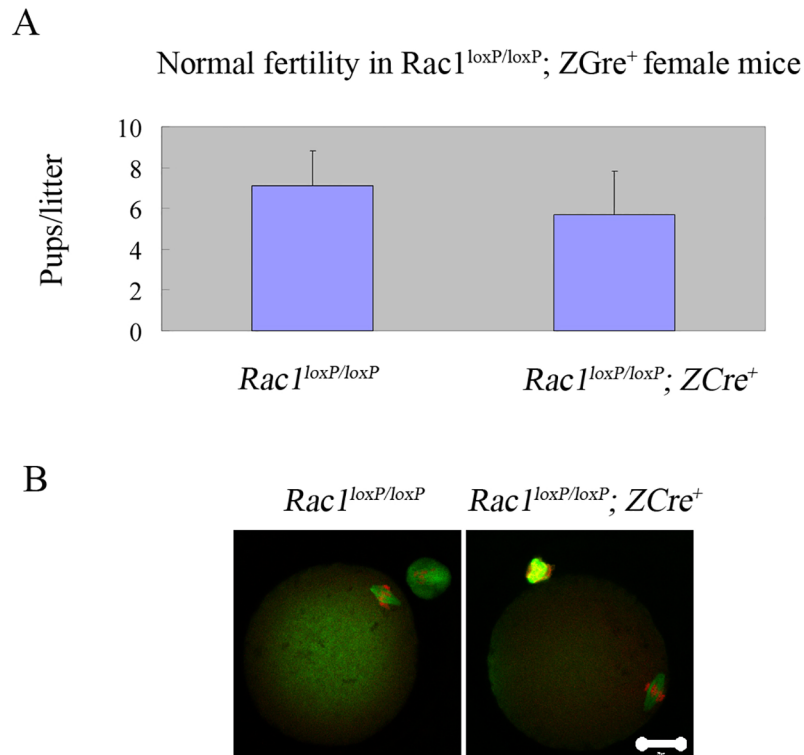 A
Normal fertility in Rac1loxP/loxP; ZGre+ female mice
10
8
6
4
2
0
Pups/litter
Rac1loxP/loxP
Rac1loxP/loxP; ZCre+
B
Rac1loxP/loxP
Rac1loxP/loxP; ZCre+